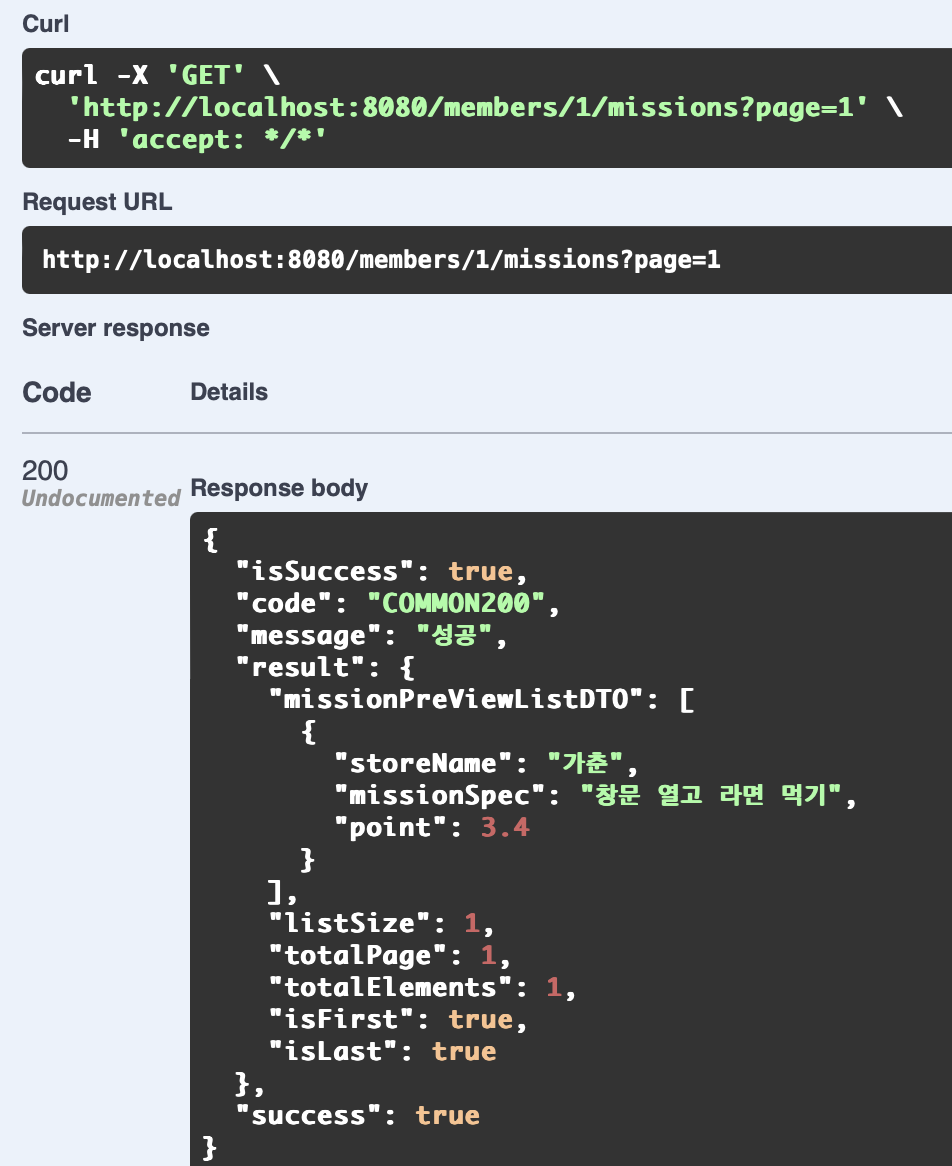 Curl
curl -X 'GET' \
  'http://localhost:8080/members/1/missions?page=1' \
  -H 'accept: */*'
Request URL
http://localhost:8080/members/1/missions?page=1
Server response
Code Details
200
Undocumented
Response body
{
  "isSuccess": true,
  "code": "COMMON200",
  "message": "성공",
  "result": {
    "missionPreViewListDTO": [
      {
        "storeName": "가춘",
        "missionSpec": "창문 열고 라면 먹기",
        "point": 3.4
      }
    ],
    "listSize": 1,
    "totalPage": 1,
    "totalElements": 1,
    "isFirst": true,
    "isLast": true
  },
  "success": true
}